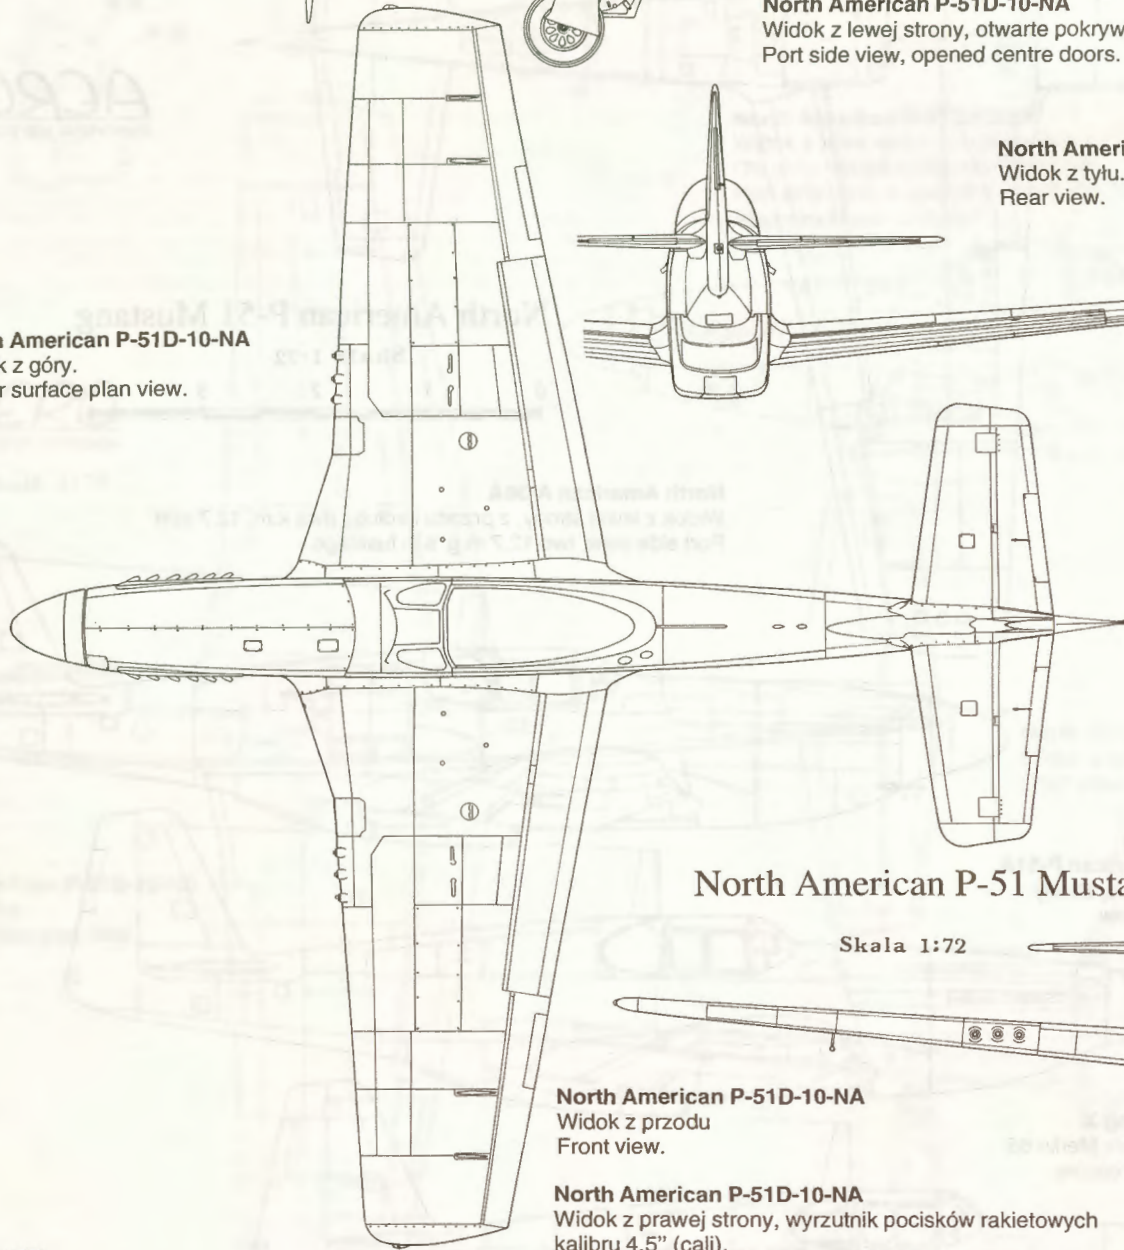 North American P-51D-10-NA
Widok z lewej strony, otwarte
Port side view, opened centre doors.
North
Widok z tyłu.
Rear view.
American P-51D-10-NA
z góry.
surface plan view.
North American P-51
Skala 1:72
North American P-51D-10-NA
Widok z przodu
Front view.
North American P-51D-10-NA
Widok z prawej strony, wyrzutnik pocisków rakietowych
kalibru 4,5" (cali).